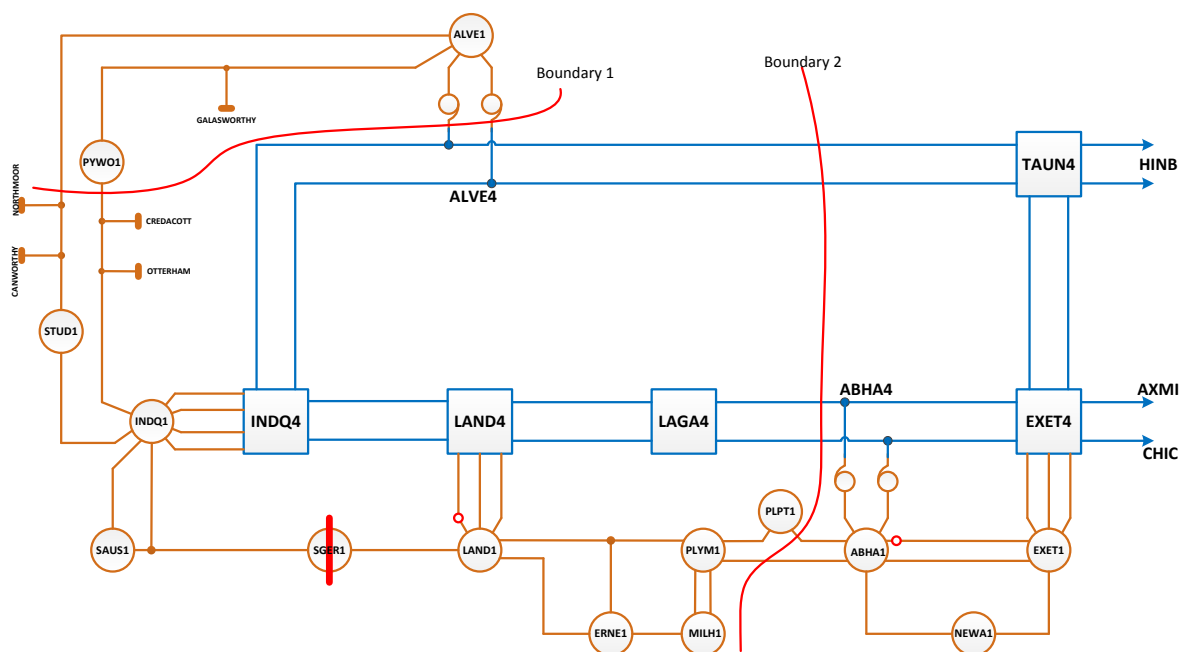 ALVE1
Boundary 1
Boundary 2
GALASWORTHY
PYWO1
TAUN4
HINB
NORTHMOOR
ALVE4
CREDACOTT
CANWORTHY
OTTERHAM
STUD1
ABHA4
AXMI
INDQ1
INDQ4
LAND4
LAGA4
EXET4
CHIC
PLPT1
SAUS1
SGER1
LAND1
PLYM1
ABHA1
EXET1
ERNE1
MILH1
NEWA1